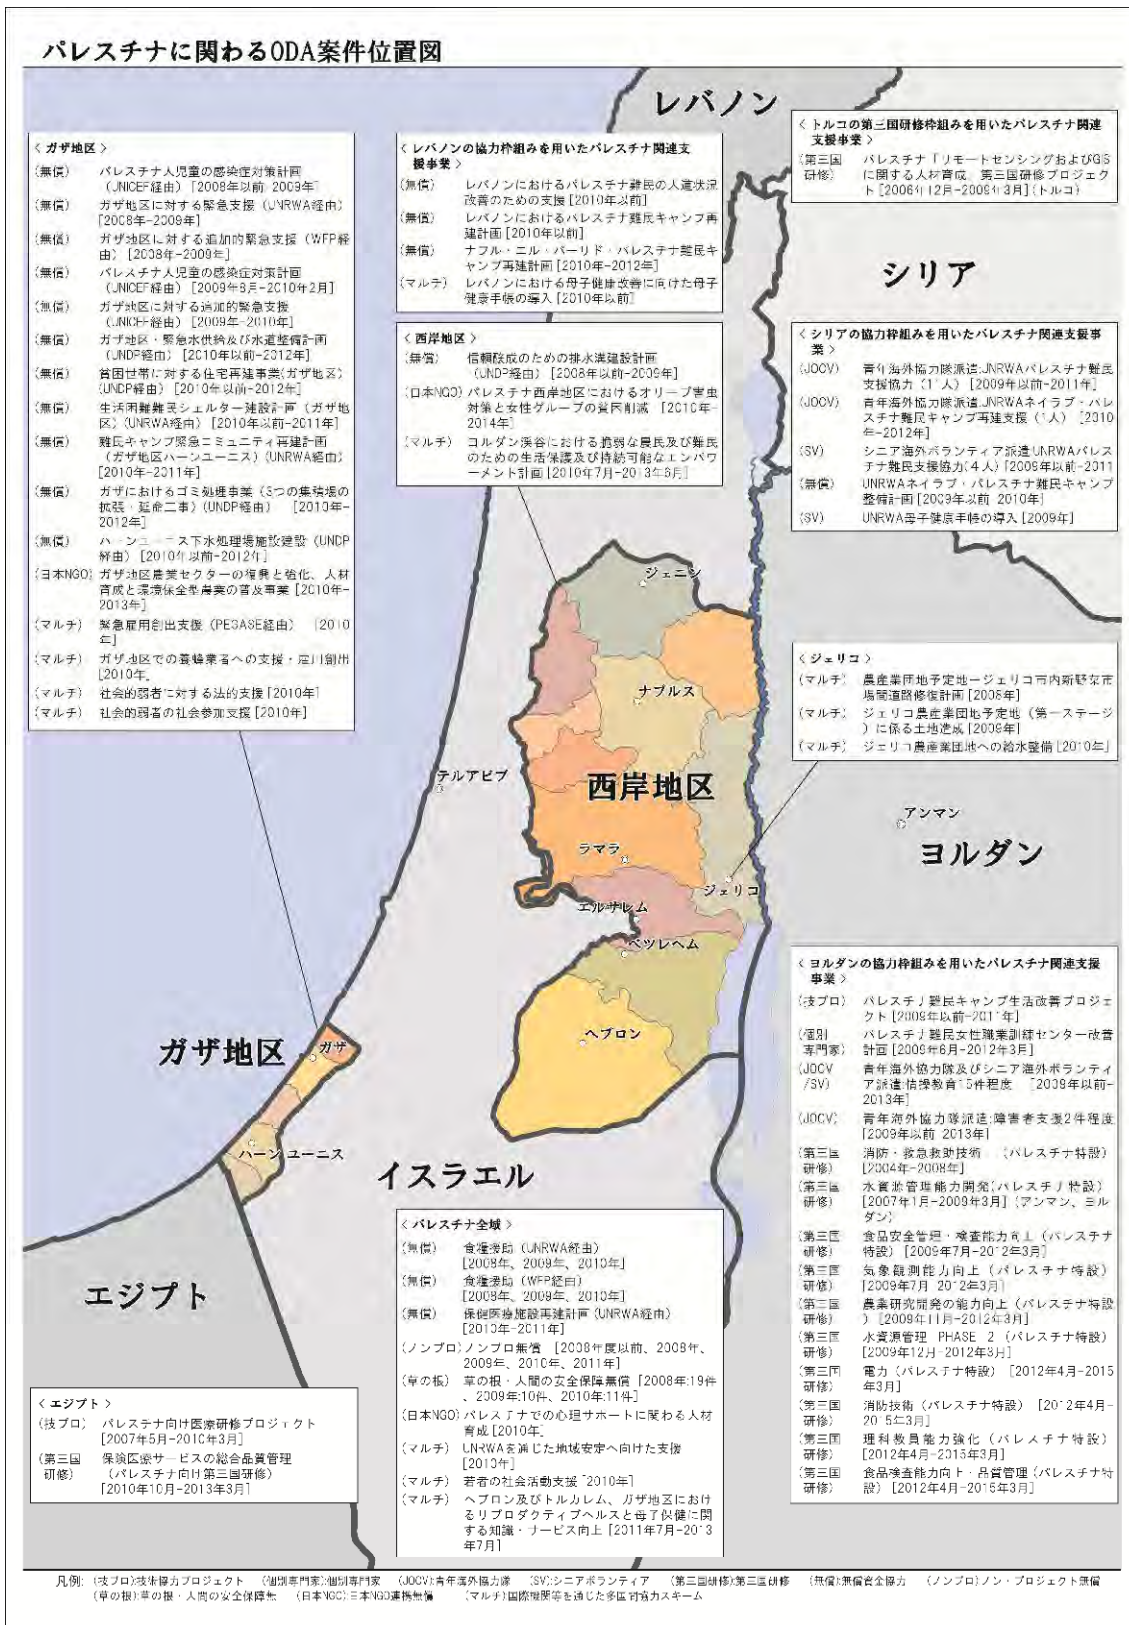 パレスチナに関わるODA案件位置図
レバノン
シリア
ヨルダン
アンマン
イスラエル
エジプト
ガザ地区
西岸地区
テルアビブ
ジェニン
ナブルス
ラマラ
ジェリコ
エルサレム
ベツレヘム
ヘブロン
ガザ
ハーン ユーニス
< ガザ地区 >
(無償) パレスチナ人児童の感染症対策計画
(UNICEF経由) [2008年以前-2009年]
(無償) ガザ地区に対する緊急支援 (UNRWA経由)
[2008年-2009年]
(無償) ガザ地区に対する追加的緊急支援 (WFP経
由) [2008年-2009年]
(無償) パレスチナ人児童の感染症対策計画
(UNICEF経由) [2009年8月-2010年2月]
(無償) ガザ地区に対する追加的緊急支援
(UNICEF経由) [2009年-2010年]
(無償) ガザ地区・緊急水供給及び水道整備計画
(UNDP経由) [2010年以前-2012年]
(無償) 貧困世帯に対する住宅再建事業(ガザ地区)
(UNDP経由) [2010年以前-2012年]
(無償) 生活困難難民シェルター建設計画 (ガザ地
区)(UNRWA経由) [2010年以前-2011年]
(無償) 難民キャンプ緊急コミュニティ再建計画
(ガザ地区ハーンユーニス)(UNRWA経由)
[2010年-2011年]
(無償) ガザにおけるゴミ処理事業 (3つの集積場の
拡張・延命工事)(UNDP経由) [2010年-
2012年]
(無償) ハーンユーニス下水処理場施設建設 (UNDP
経由) [2010年以前-2012年]
(日本NGO) ガザ地区農業セクターの復興と強化、人材
育成と環境保全型農業の普及事業 [2010年-
2013年]
(マルチ) 緊急雇用創出支援 (PEGASE経由) [2010
年]
(マルチ) ガザ地区での養蜂業者への支援・雇用創出
[2010年]
(マルチ) 社会的弱者に対する法的支援 [2010年]
(マルチ) 社会的弱者の社会参加支援 [2010年]
< レバノンの協力枠組みを用いたパレスチナ関連支
援事業 >
(無償) レバノンにおけるパレスチナ難民の人道状況
改善のための支援 [2010年以前]
(無償) レバノンにおけるパレスチナ難民キャンプ再
建計画 [2010年以前]
(無償) ナフル・エル・バーリド・パレスチナ難民キ
ャンプ再建計画 [2010年-2012年]
(マルチ) レバノンにおける母子健康改善に向けた母子
健康手帳の導入 [2010年以前]
< 西岸地区 >
(無償) 信頼醸成のための排水溝建設計画
(UNDP経由) [2008年以前-2009年]
(日本NGO) パレスチナ西岸地区におけるオリーブ害虫
対策と女性グループの貧困削減 [2010年-
2014年]
(マルチ) ヨルダン渓谷における脆弱な農民及び難民
のための生活保護及び持続可能なエンパワ
ーメント計画 [2010年7月-2013年6月]
< トルコの第三国研修枠組みを用いたパレスチナ関連
支援事業 >
(第三国研修) パレスチナ「リモートセンシングおよびGIS
に関する人材育成」第三国研修プロジェク
ト [2006年12月-2009年3月](トルコ)
< シリアの協力枠組みを用いたパレスチナ関連支援事
業 >
(JOCV) 青年海外協力隊派遣:UNRWAパレスチナ難民
支援協力 (11人) [2009年以前-2011年]
(JOCV) 青年海外協力隊派遣:UNRWAネイラブ・パレ
スチナ難民キャンプ再建支援 (1人) [2010
年-2012年]
(SV) シニア海外ボランティア派遣:UNRWAパレス
チナ難民支援協力(4人) [2009年以前-2011
(無償) UNRWAネイラブ・パレスチナ難民キャンプ
整備計画 [2009年以前-2010年]
(SV) UNRWA母子健康手帳の導入 [2009年]
< ジェリコ >
(マルチ) 農産業団地予定地ージェリコ市内新野菜市
場間道路修復計画 [2008年]
(マルチ) ジェリコ農産業団地予定地 (第一ステージ
) に係る土地造成 [2009年]
(マルチ) ジェリコ農産業団地への給水整備 [2010年]
< ヨルダンの協力枠組みを用いたパレスチナ関連支援
事業 >
(技プロ) パレスチナ難民キャンプ生活改善プロジェ
クト [2009年以前-2011年]
(個別専門家) パレスチナ難民女性職業訓練センター改善
計画 [2009年6月-2012年3月]
(JOCV/SV) 青年海外協力隊及びシニア海外ボランティ
ア派遣:情操教育15件程度 [2009年以前-
2013年]
(JOCV) 青年海外協力隊派遣:障害者支援2件程度
[2009年以前-2013年]
(第三国研修) 消防・救急救助技術 (パレスチナ特設)
[2004年-2008年]
(第三国研修) 水資源管理能力開発(パレスチナ特設)
[2007年1月-2009年3月] (アンマン、ヨル
ダン)
(第三国研修) 食品安全管理・検査能力向上 (パレスチナ
特設) [2009年7月-2012年3月]
(第三国研修) 気象観測能力向上 (パレスチナ特設)
[2009年7月-2012年3月]
(第三国研修) 農業研究開発の能力向上 (パレスチナ特設
) [2009年11月-2012年3月]
(第三国研修) 水資源管理 PHASE 2 (パレスチナ特設)
[2009年12月-2012年3月]
(第三国研修) 電力 (パレスチナ特設) [2012年4月-2015
年3月]
(第三国研修) 消防技術 (パレスチナ特設) [2012年4月-
2015年3月]
(第三国研修) 理科教員能力強化 (パレスチナ特設)
[2012年4月-2015年3月]
(第三国研修) 食品検査能力向上・品質管理 (パレスチナ特
設) [2012年4月-2015年3月]
< パレスチナ全域 >
(無償) 食糧援助 (UNRWA経由)
[2008年、2009年、2010年]
(無償) 食糧援助 (WFP経由)
[2008年、2009年、2010年]
(無償) 保健医療施設再建計画 (UNRWA経由)
[2010年-2011年]
(ノンプロ) ノンプロ無償 [2008年度以前、2008年、
2009年、2010年、2011年]
(草の根) 草の根・人間の安全保障無償 [2008年:19件
、2009年:10件、2010年:11件]
(日本NGO) パレスチナでの心理サポートに関わる人材
育成 [2010年]
(マルチ) UNRWAを通じた地域安定へ向けた支援
[2010年]
(マルチ) 若者の社会活動支援 [2010年]
(マルチ) ヘブロン及びトルカレム、ガザ地区におけ
るリプロダクティブヘルスと母子保健に関
する知識・サービス向上 [2011年7月-2013
年7月]
< エジプト >
(技プロ) パレスチナ向け医療研修プロジェクト
[2007年5月-2010年3月]
(第三国研修) 保険医療サービスの総合品質管理
(パレスチナ向け第三国研修)
[2010年10月-2013年3月]
凡例: (技プロ):技術協力プロジェクト (個別専門家):個別専門家 (JOCV):青年海外協力隊 (SV):シニアボランティア (第三国研修):第三国研修 (無償):無償資金協力 (ノンプロ):ノン・プロジェクト無償
(草の根):草の根・人間の安全保障無 (日本NGO):日本NGO連携無償 (マルチ):国際機関等を通じた多国間協力スキーム